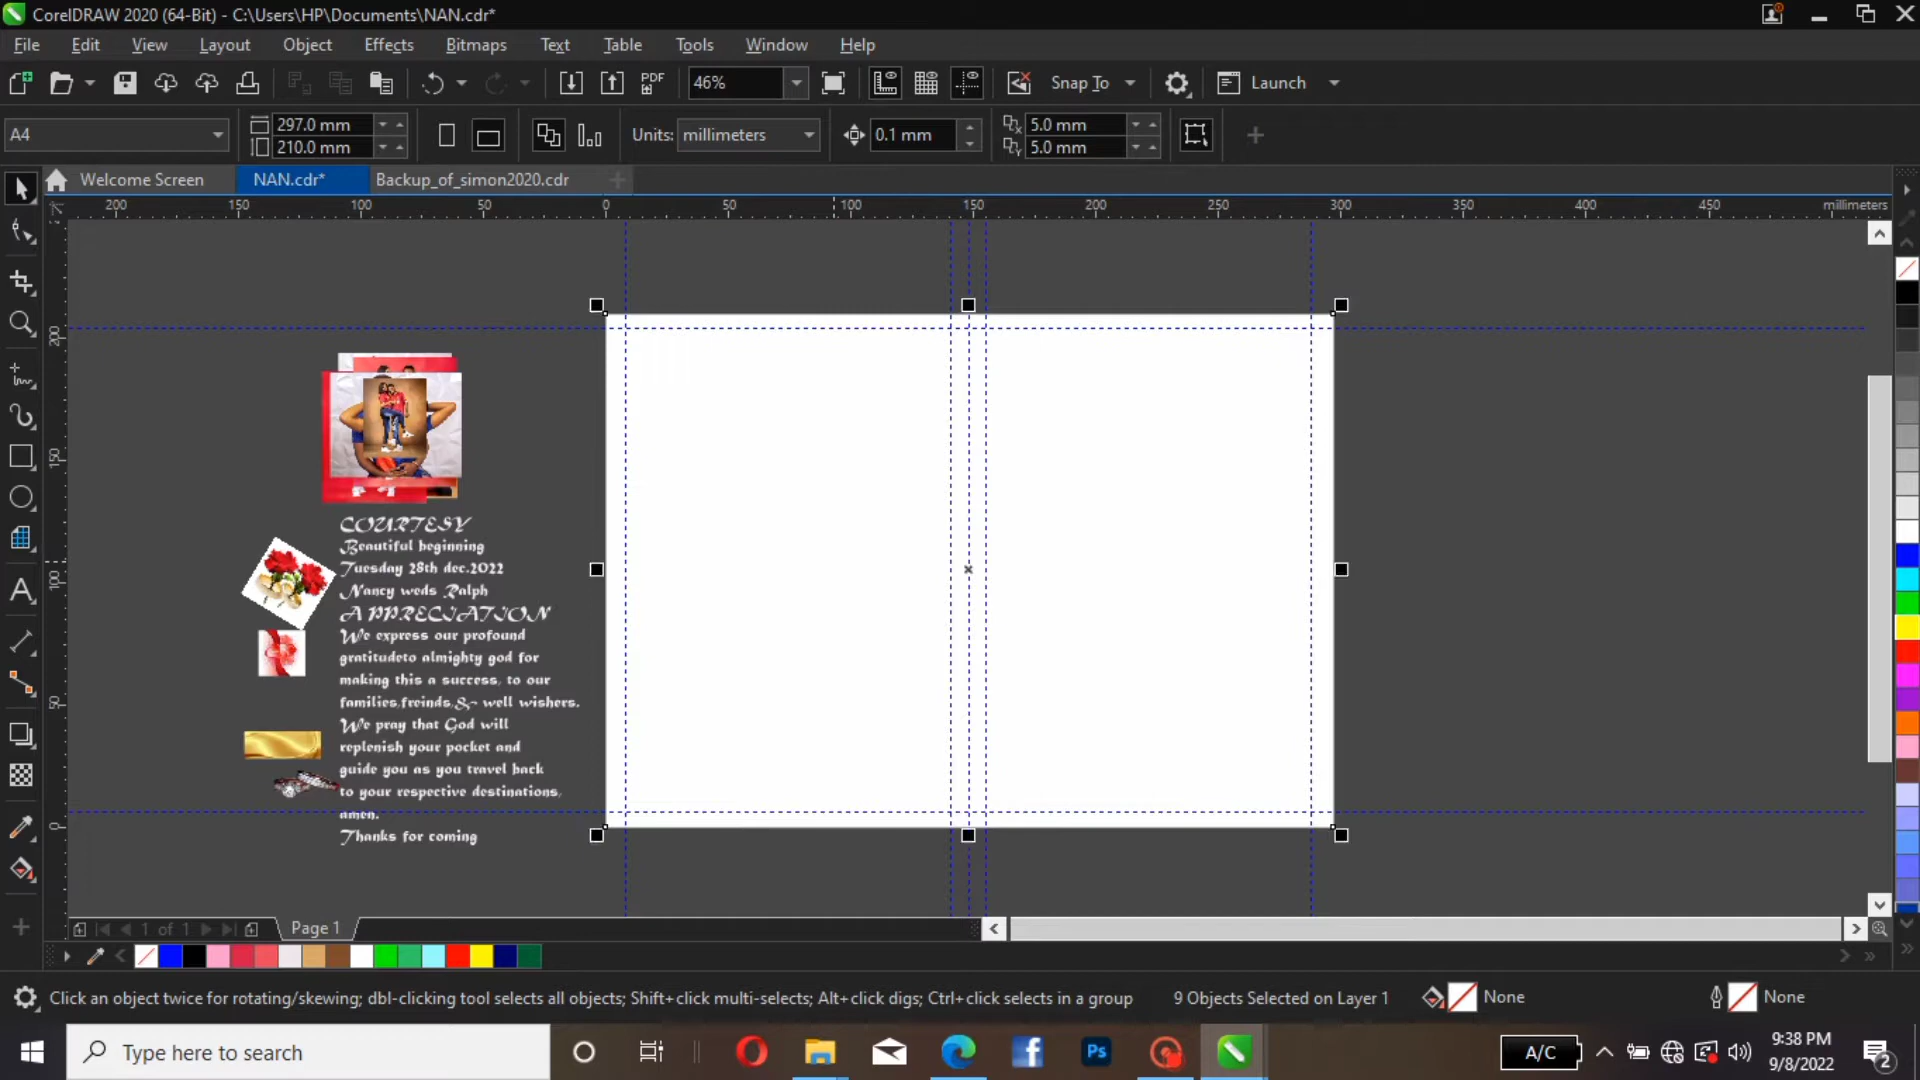 CorelDRAW 2020 (64-Bit) - C:\Users\HP\Documents\NAN.cdr*
File Edit View Layout Object Effects Bitmaps Text Table Tools Window Help
PDF 46% Snap To Launch
A4 297.0 mm 210.0 mm Units: millimeters 0.1 mm 5.0 mm 5.0 mm
Welcome Screen NAN.cdr* Backup_of_simon2020.cdr
200 150 100 50 0 50 100 150 200 250 300 350 400 450 millimeters
200
150
100
50
0
COURTESY
Beautiful beginning
Tuesday 28th dec.2022
Nancy weds Ralph
APPRECIATION
We express our profound
gratitudeto almighty god for
making this a success, to our
families,freinds,& well wishers.
We pray that God will
replenish your pocket and
guide you as you travel back
to your respective destinations,
amen.
Thanks for coming
1 of 1 Page 1
Click an object twice for rotating/skewing; dbl-clicking tool selects all objects; Shift+click multi-selects; Alt+click digs; Ctrl+click selects in a group 9 Objects Selected on Layer 1 None None
Type here to search Ps A/C 9:38 PM
9/8/2022 2